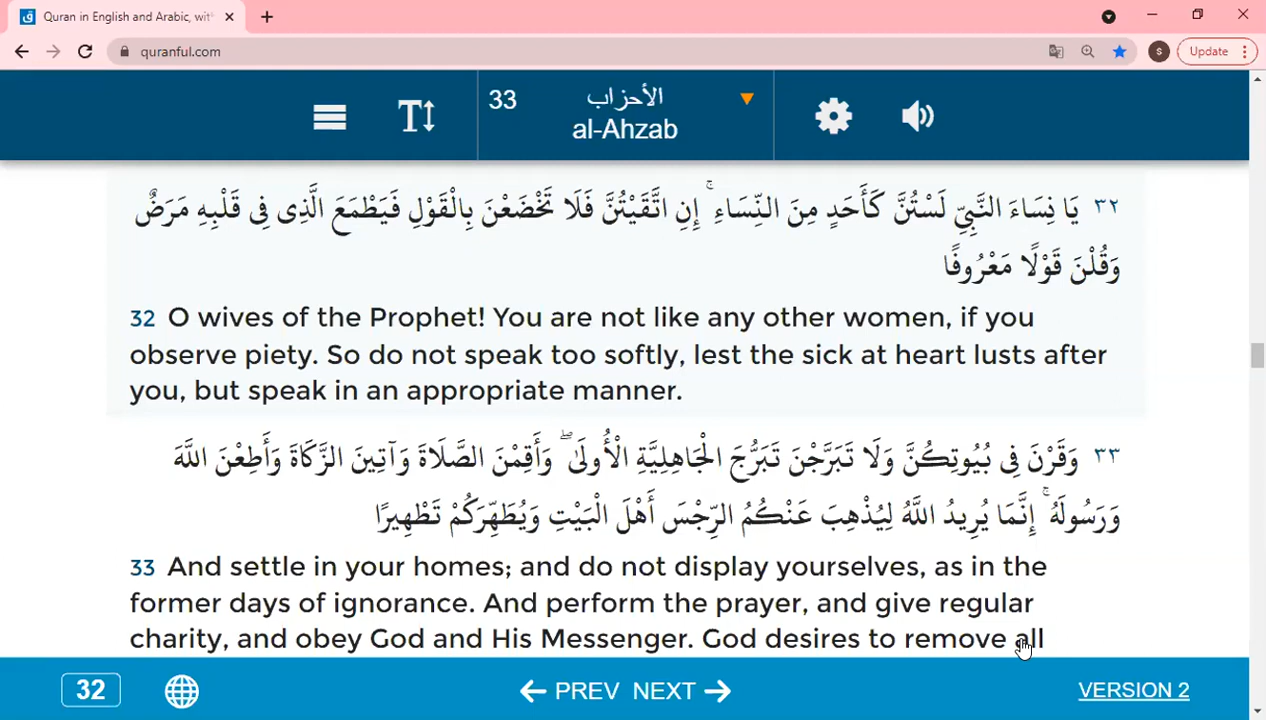 Quran in English and Arabic, wit
quranful.com
Update
33
الأحزاب
al-Ahzab
٣٢ يَا نِسَاءَ النَّبِيِّ لَسْتُنَّ كَأَحَدٍ مِنَ النِّسَاءِ ۚ إِنِ اتَّقَيْتُنَّ فَلَا تَخْضَعْنَ بِالْقَوْلِ فَيَطْمَعَ الَّذِى فِى قَلْبِهِ مَرَضٌ
وَقُلْنَ قَوْلًا مَعْرُوفًا
32 O wives of the Prophet! You are not like any other women, if you
observe piety. So do not speak too softly, lest the sick at heart lusts after
you, but speak in an appropriate manner.
٣٣ وَقَرْنَ فِى بُيُوتِكُنَّ وَلَا تَبَرَّجْنَ تَبَرُّجَ الْجَاهِلِيَّةِ الْأُولَىٰ ۖ وَأَقِمْنَ الصَّلَاةَ وَآتِينَ الزَّكَاةَ وَأَطِعْنَ اللَّهَ
وَرَسُولَهُ ۚ إِنَّمَا يُرِيدُ اللَّهُ لِيُذْهِبَ عَنْكُمُ الرِّجْسَ أَهْلَ الْبَيْتِ وَيُطَهِّرَكُمْ تَطْهِيرًا
33 And settle in your homes; and do not display yourselves, as in the
former days of ignorance. And perform the prayer, and give regular
charity, and obey God and His Messenger. God desires to remove all
32
PREV NEXT
VERSION 2